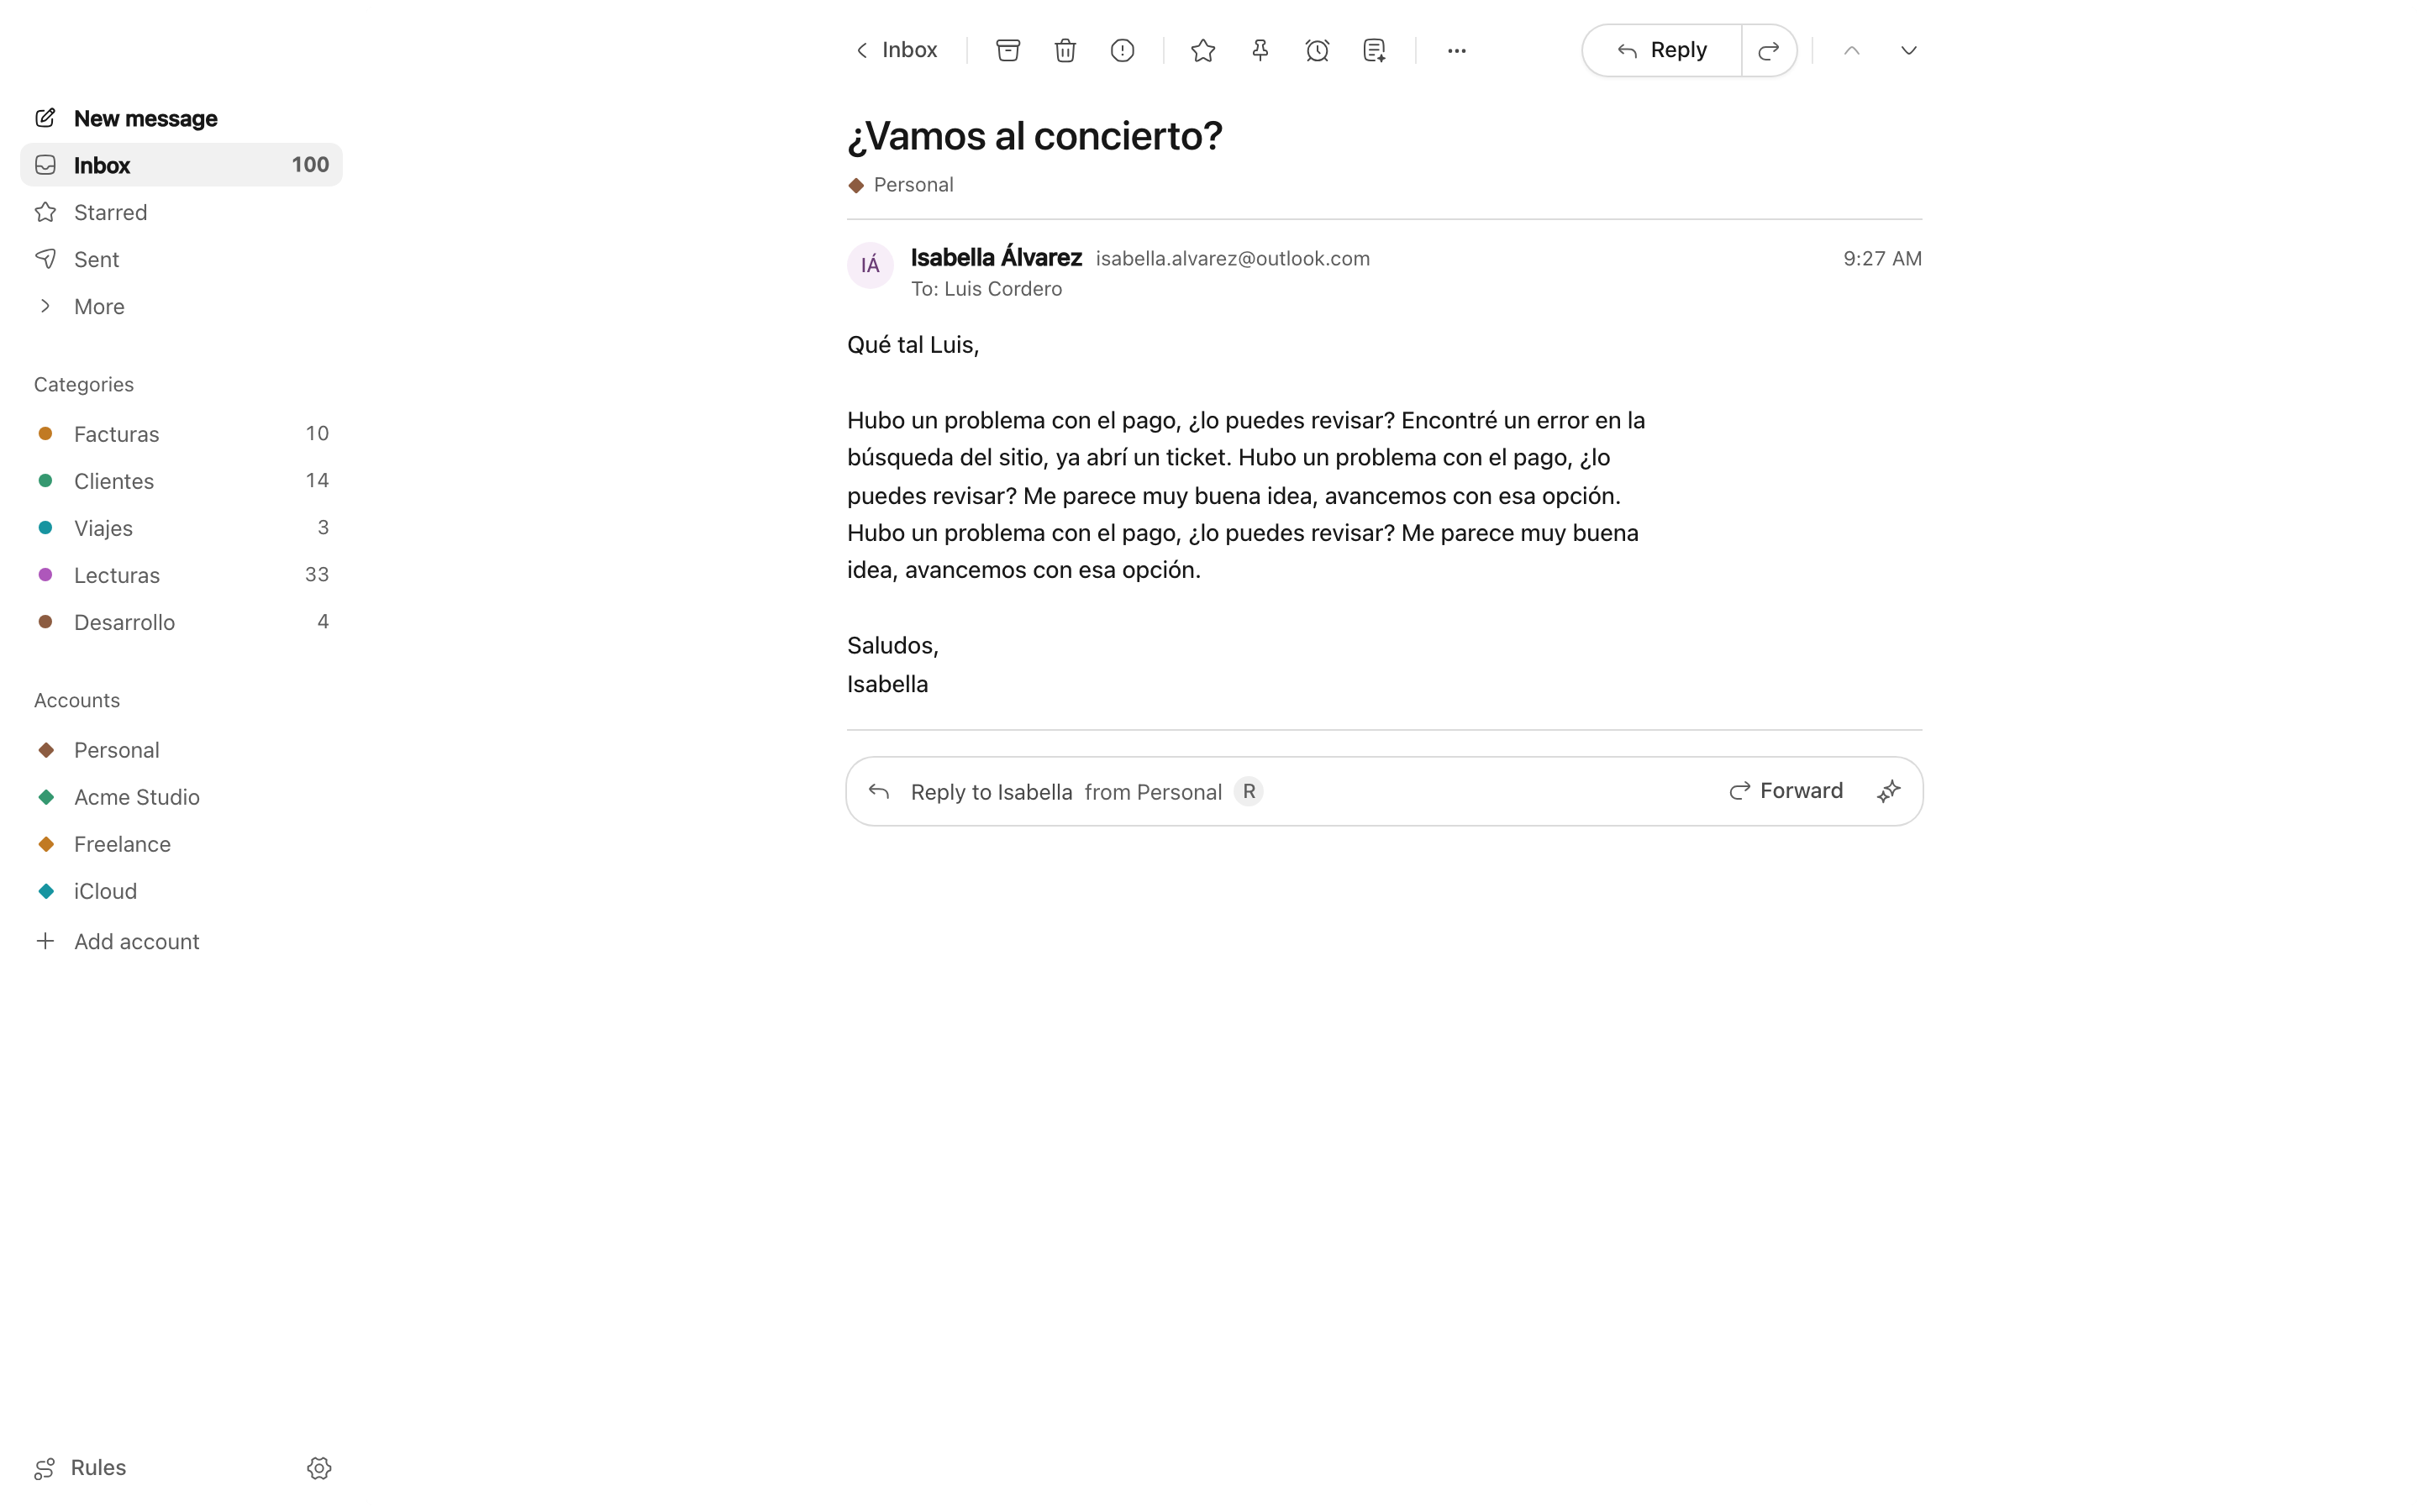 Inbox
Reply
New message
Inbox 100
Starred
Sent
More
Categories
Facturas 10
Clientes 14
Viajes 3
Lecturas 33
Desarrollo 4
Accounts
Personal
Acme Studio
Freelance
iCloud
Add account
Rules
¿Vamos al concierto?
Personal
IÁ
Isabella Álvarez isabella.alvarez@outlook.com 9:27 AM
To: Luis Cordero
Qué tal Luis,
Hubo un problema con el pago, ¿lo puedes revisar? Encontré un error en la
búsqueda del sitio, ya abrí un ticket. Hubo un problema con el pago, ¿lo
puedes revisar? Me parece muy buena idea, avancemos con esa opción.
Hubo un problema con el pago, ¿lo puedes revisar? Me parece muy buena
idea, avancemos con esa opción.
Saludos,
Isabella
Reply to Isabella from Personal R Forward